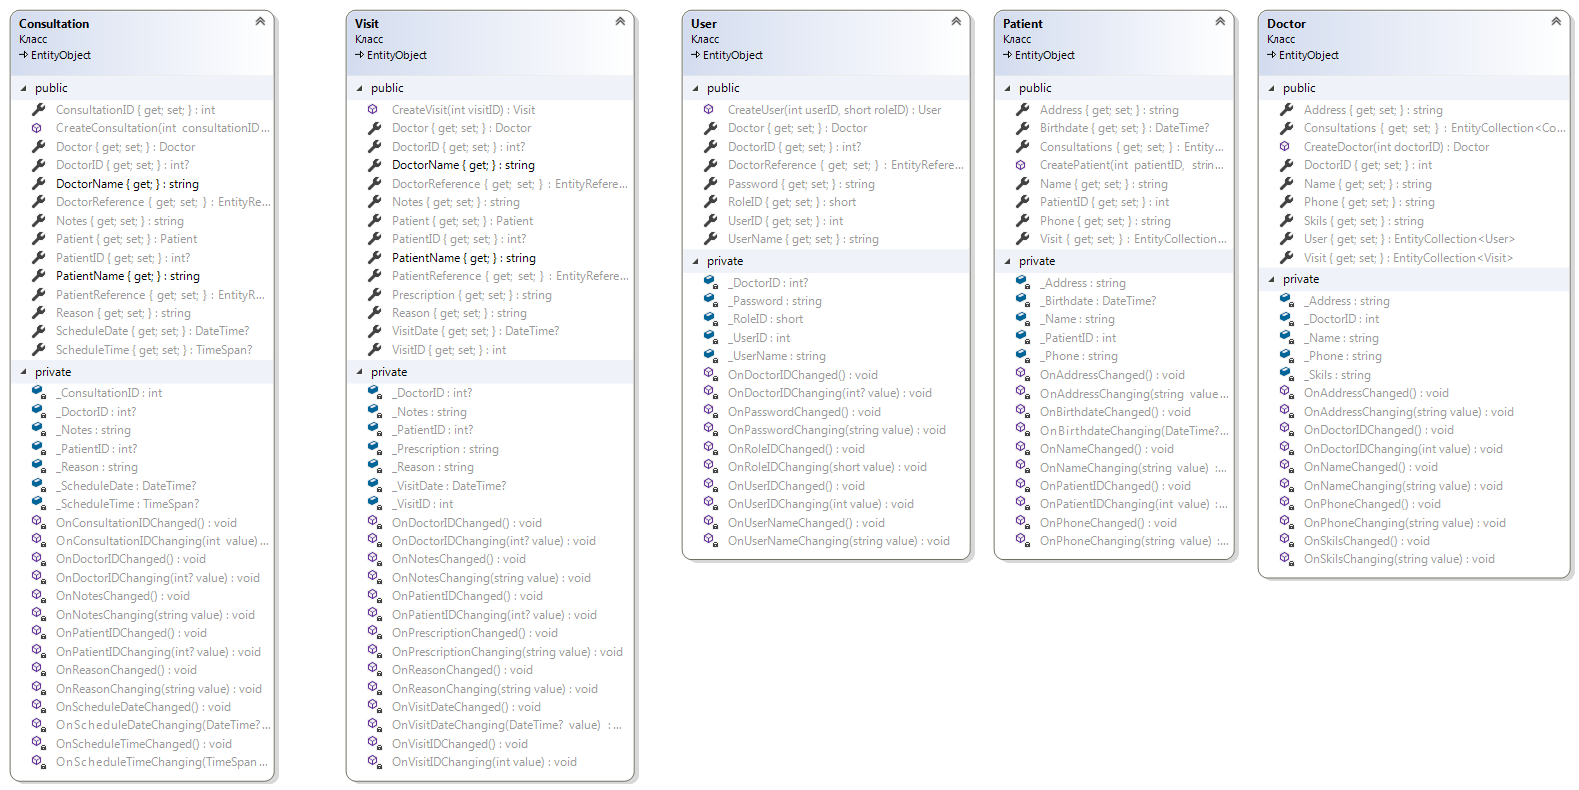 Consultation
Класс
EntityObject
public
ConsultationID { get; set; } : int
CreateConsultation(int consultationID...
Doctor { get; set; } : Doctor
DoctorID { get; set; } : int?
DoctorName { get; } : string
DoctorReference { get; set; } : EntityRe...
Notes { get; set; } : string
Patient { get; set; } : Patient
PatientID { get; set; } : int?
PatientName { get; } : string
PatientReference { get; set; } : EntityR...
Reason { get; set; } : string
ScheduleDate { get; set; } : DateTime?
ScheduleTime { get; set; } : TimeSpan?
private
_ConsultationID : int
_DoctorID : int?
_Notes : string
_PatientID : int?
_Reason : string
_ScheduleDate : DateTime?
_ScheduleTime : TimeSpan?
OnConsultationIDChanged() : void
OnConsultationIDChanging(int value)...
OnDoctorIDChanged() : void
OnDoctorIDChanging(int? value) : void
OnNotesChanged() : void
OnNotesChanging(string value) : void
OnPatientIDChanged() : void
OnPatientIDChanging(int? value) : void
OnReasonChanged() : void
OnReasonChanging(string value) : void
OnScheduleDateChanged() : void
OnScheduleDateChanging(DateTime?...
OnScheduleTimeChanged() : void
OnScheduleTimeChanging(TimeSpan...
Visit
Класс
EntityObject
public
CreateVisit(int visitID) : Visit
Doctor { get; set; } : Doctor
DoctorID { get; set; } : int?
DoctorName { get; } : string
DoctorReference { get; set; } : EntityRefere...
Notes { get; set; } : string
Patient { get; set; } : Patient
PatientID { get; set; } : int?
PatientName { get; } : string
PatientReference { get; set; } : EntityRefere...
Prescription { get; set; } : string
Reason { get; set; } : string
VisitDate { get; set; } : DateTime?
VisitID { get; set; } : int
private
_DoctorID : int?
_Notes : string
_PatientID : int?
_Prescription : string
_Reason : string
_VisitDate : DateTime?
_VisitID : int
OnDoctorIDChanged() : void
OnDoctorIDChanging(int? value) : void
OnNotesChanged() : void
OnNotesChanging(string value) : void
OnPatientIDChanged() : void
OnPatientIDChanging(int? value) : void
OnPrescriptionChanged() : void
OnPrescriptionChanging(string value) : void
OnReasonChanged() : void
OnReasonChanging(string value) : void
OnVisitDateChanged() : void
OnVisitDateChanging(DateTime? value) :...
OnVisitIDChanged() : void
OnVisitIDChanging(int value) : void
User
Класс
EntityObject
public
CreateUser(int userID, short roleID) : User
Doctor { get; set; } : Doctor
DoctorID { get; set; } : int?
DoctorReference { get; set; } : EntityRefere...
Password { get; set; } : string
RoleID { get; set; } : short
UserID { get; set; } : int
UserName { get; set; } : string
private
_DoctorID : int?
_Password : string
_RoleID : short
_UserID : int
_UserName : string
OnDoctorIDChanged() : void
OnDoctorIDChanging(int? value) : void
OnPasswordChanged() : void
OnPasswordChanging(string value) : void
OnRoleIDChanged() : void
OnRoleIDChanging(short value) : void
OnUserIDChanged() : void
OnUserIDChanging(int value) : void
OnUserNameChanged() : void
OnUserNameChanging(string value) : void
Patient
Класс
EntityObject
public
Address { get; set; } : string
Birthdate { get; set; } : DateTime?
Consultations { get; set; } : Entity...
CreatePatient(int patientID, strin...
Name { get; set; } : string
PatientID { get; set; } : int
Phone { get; set; } : string
Visit { get; set; } : EntityCollection...
private
_Address : string
_Birthdate : DateTime?
_Name : string
_PatientID : int
_Phone : string
OnAddressChanged() : void
OnAddressChanging(string value...
OnBirthdateChanged() : void
OnBirthdateChanging(DateTime?...
OnNameChanged() : void
OnNameChanging(string value) :...
OnPatientIDChanged() : void
OnPatientIDChanging(int value) :...
OnPhoneChanged() : void
OnPhoneChanging(string value) :...
Doctor
Класс
EntityObject
public
Address { get; set; } : string
Consultations { get; set; } : EntityCollection<Co...
CreateDoctor(int doctorID) : Doctor
DoctorID { get; set; } : int
Name { get; set; } : string
Phone { get; set; } : string
Skils { get; set; } : string
User { get; set; } : EntityCollection<User>
Visit { get; set; } : EntityCollection<Visit>
private
_Address : string
_DoctorID : int
_Name : string
_Phone : string
_Skils : string
OnAddressChanged() : void
OnAddressChanging(string value) : void
OnDoctorIDChanged() : void
OnDoctorIDChanging(int value) : void
OnNameChanged() : void
OnNameChanging(string value) : void
OnPhoneChanged() : void
OnPhoneChanging(string value) : void
OnSkilsChanged() : void
OnSkilsChanging(string value) : void